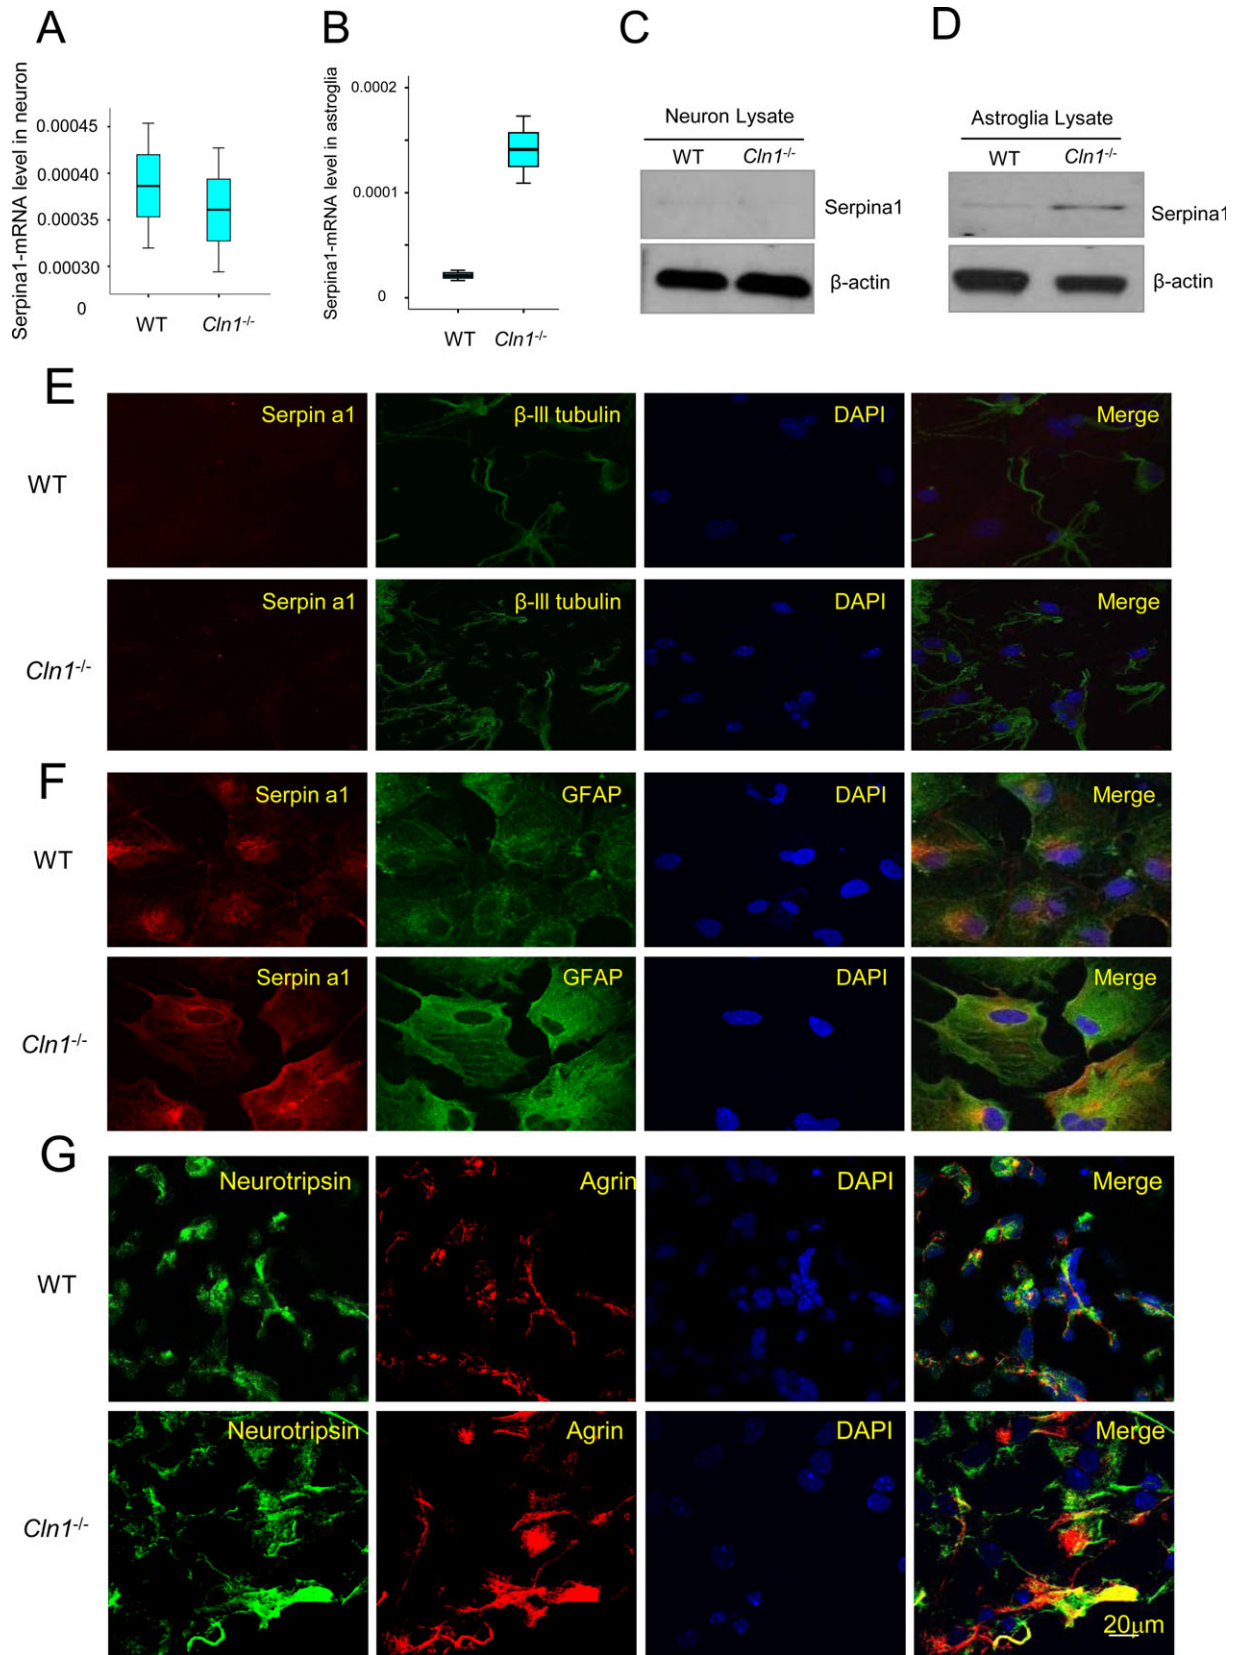 A
B
C
D
Serpina1-mRNA level in neuron
0.00045
0.00040
0.00035
0.00030
0
WT
Cln1-/-
Serpina1-mRNA level in astroglia
0.0002
0.0001
0
WT
Cln1-/-
Neuron Lysate
WT Cln1-/-
Serpina1
β-actin
Astroglia Lysate
WT Cln1-/-
Serpina1
β-actin
E
WT
Serpin a1 β-III tubulin DAPI Merge
Cln1-/-
Serpin a1 β-III tubulin DAPI Merge
F
WT
Serpin a1 GFAP DAPI Merge
Cln1-/-
Serpin a1 GFAP DAPI Merge
G
WT
Neurotripsin Agrin DAPI Merge
Cln1-/-
Neurotripsin Agrin DAPI Merge
20μm